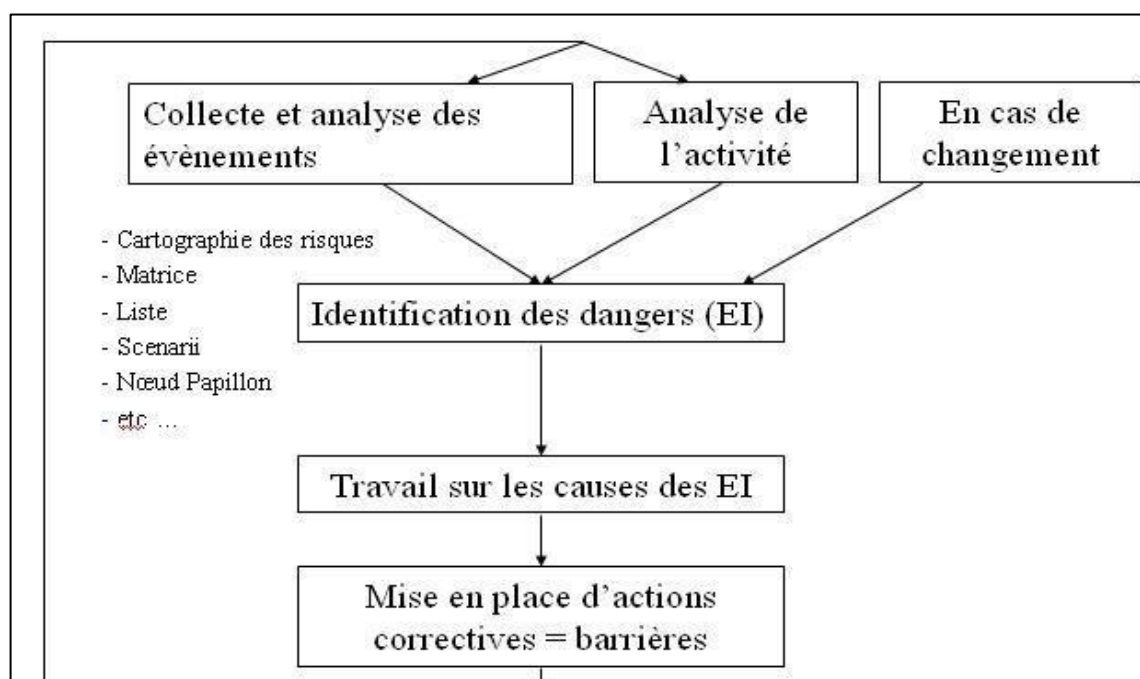 Collecte et analyse des
évènements
Analyse de
l’activité
En cas de
changement
- Cartographie des risques
- Matrice
- Liste
- Scenarii
- Nœud Papillon
- etc …
Identification des dangers (EI)
Travail sur les causes des EI
Mise en place d’actions
correctives = barrières